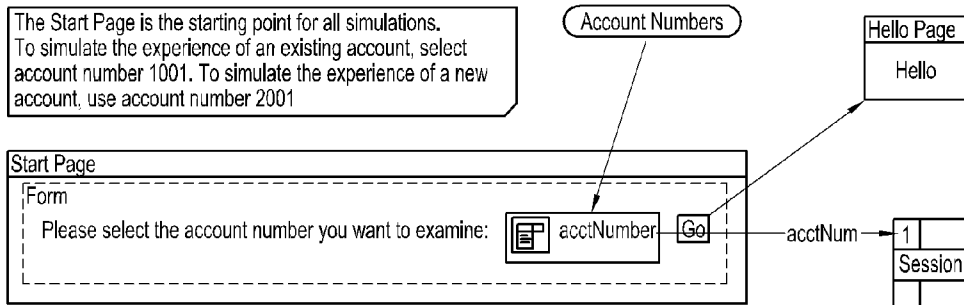 The Start Page is the starting point for all simulations.
To simulate the experience of an existing account, select
account number 1001. To simulate the experience of a new
account, use account number 2001
Account Numbers
Hello Page
Hello
Start Page
Form
Please select the account number you want to examine:
acctNumber
Go
acctNum
1
Session